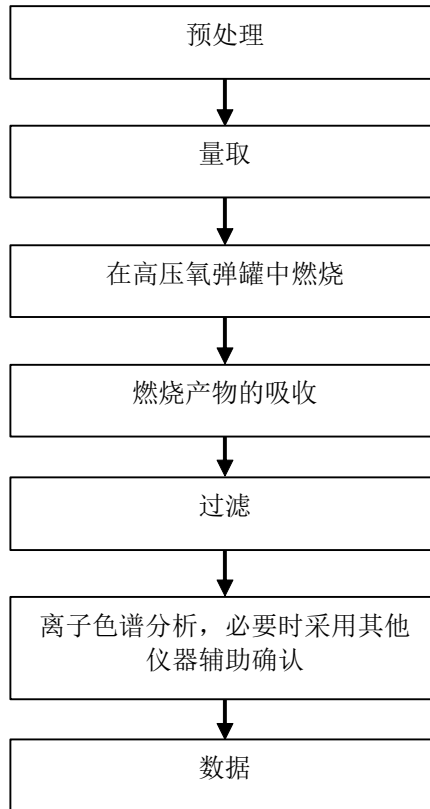 预处理
量取
在高压氧弹罐中燃烧
燃烧产物的吸收
过滤
离子色谱分析，必要时采用其他
仪器辅助确认
数据